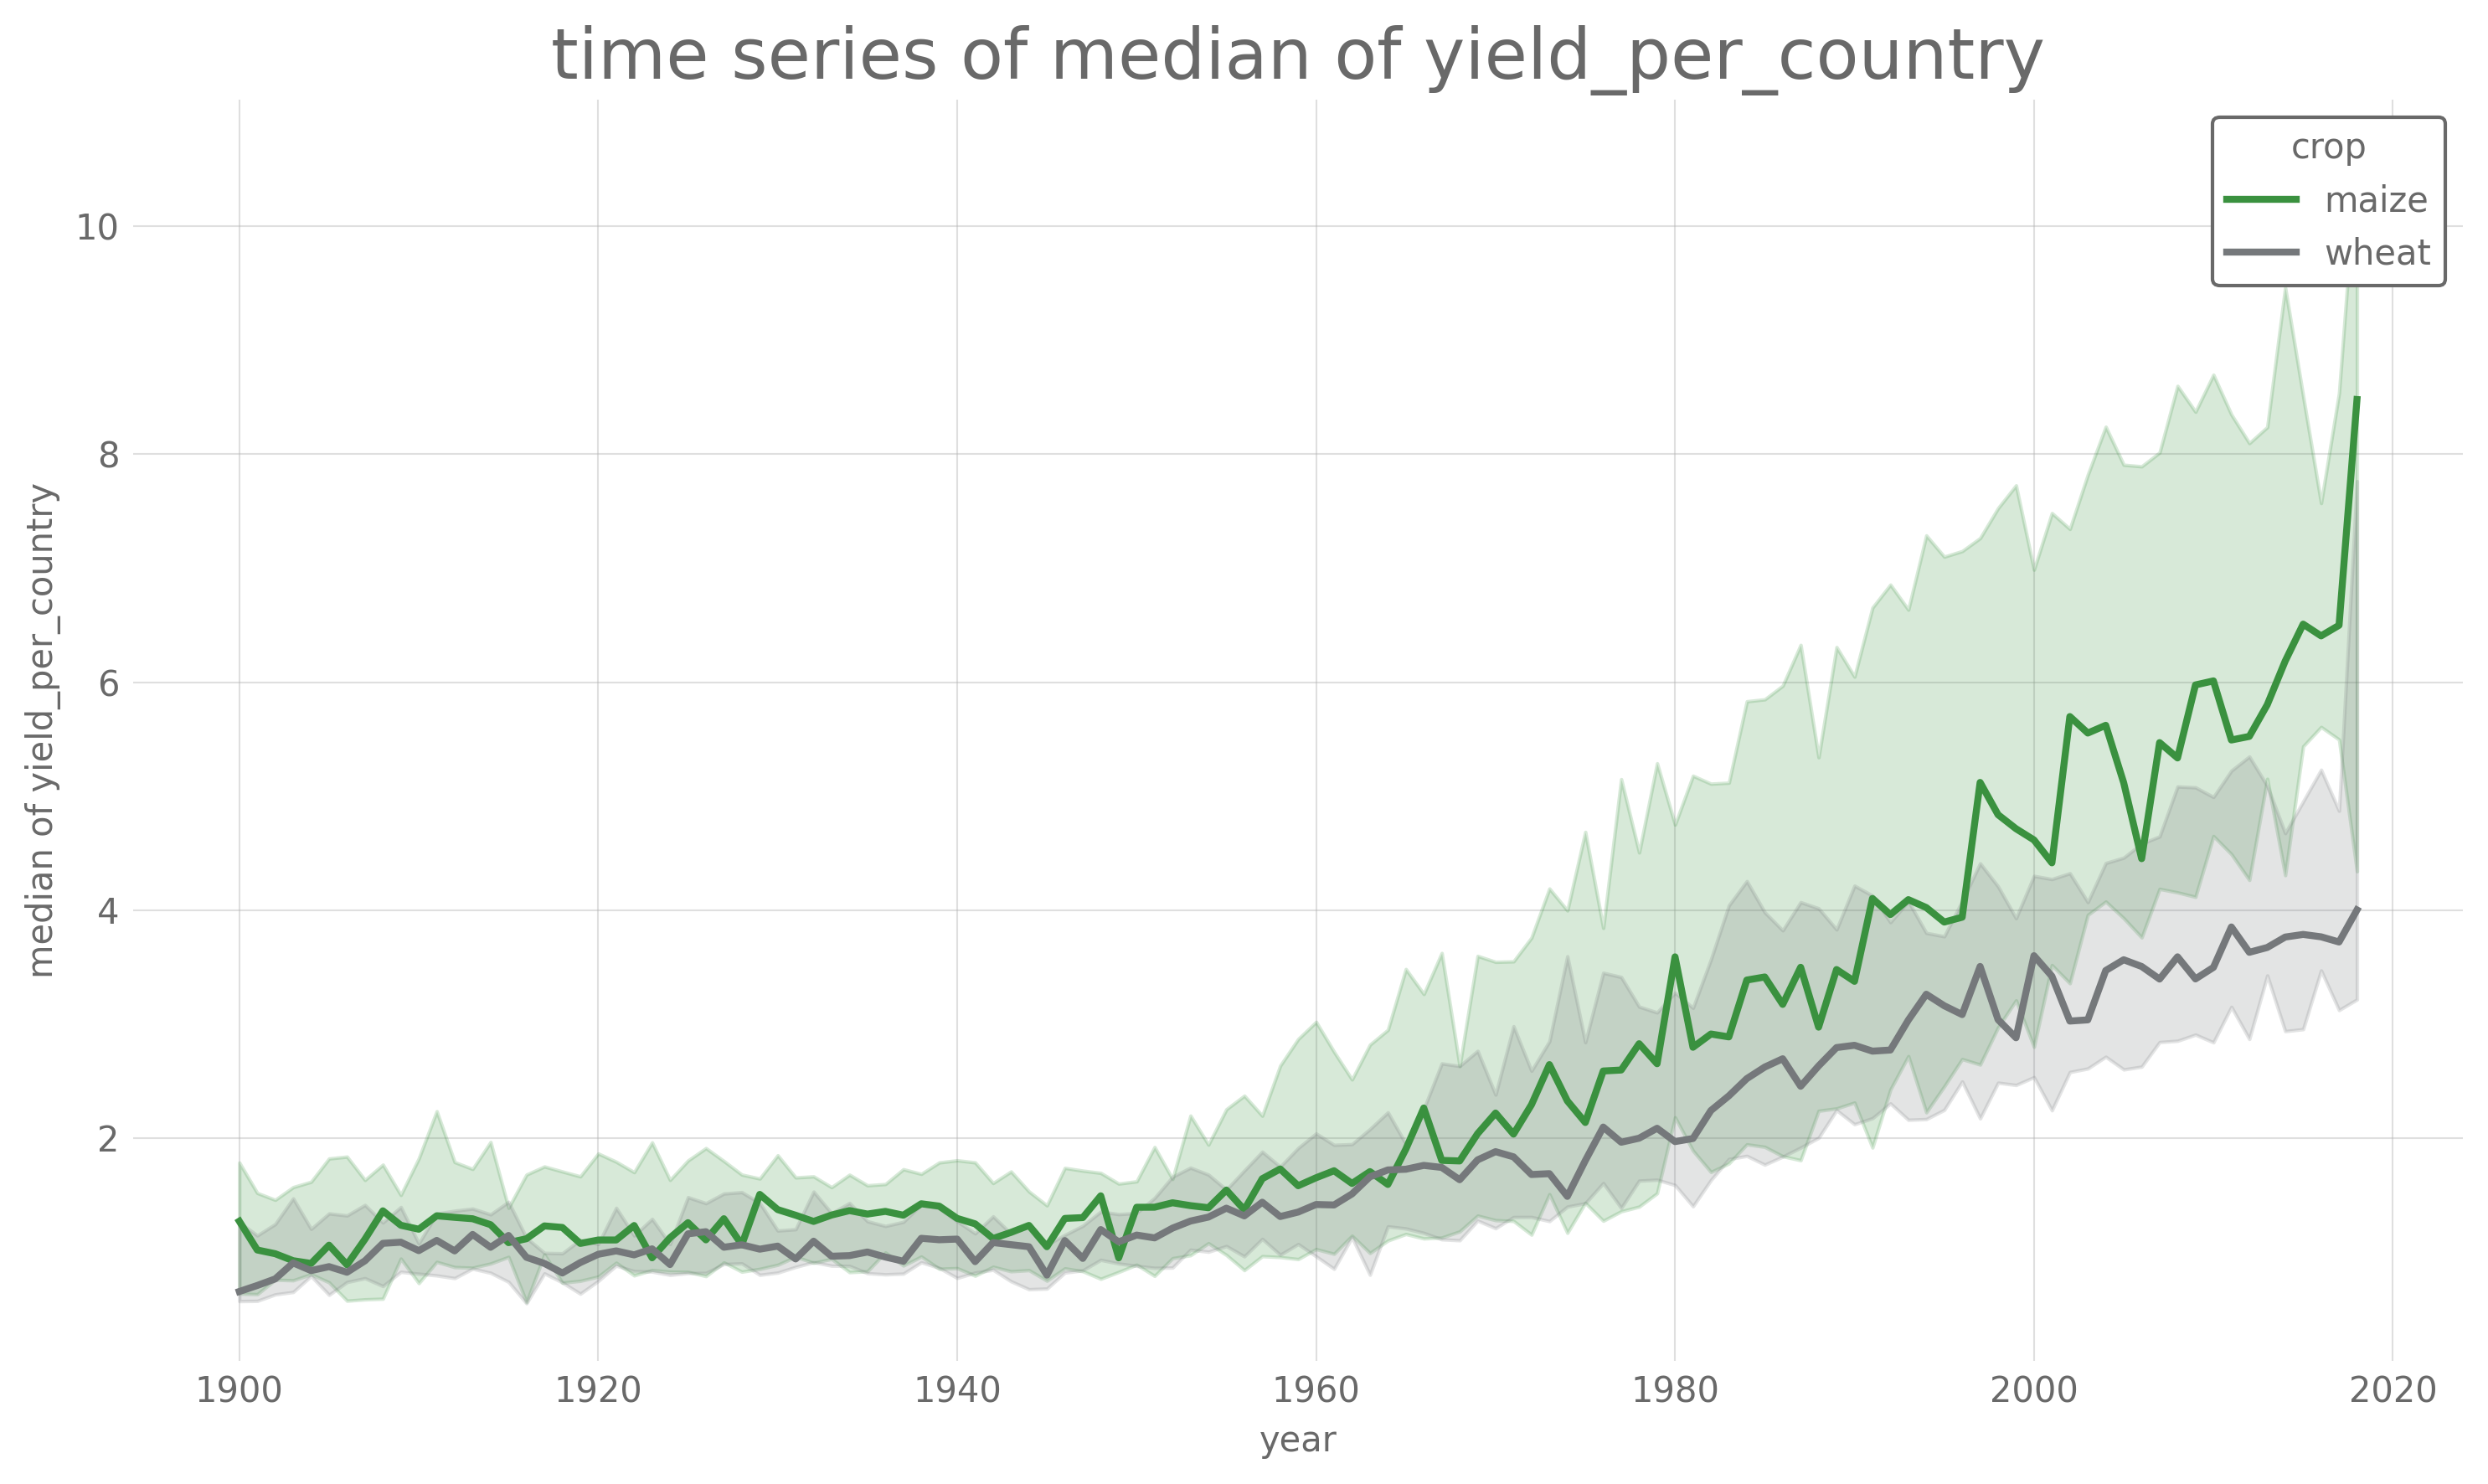 time series of median of yield_per_country
crop
maize
wheat
10
8
6
4
2
median of yield_per_country
1900 1920 1940 1960 1980 2000 2020
year